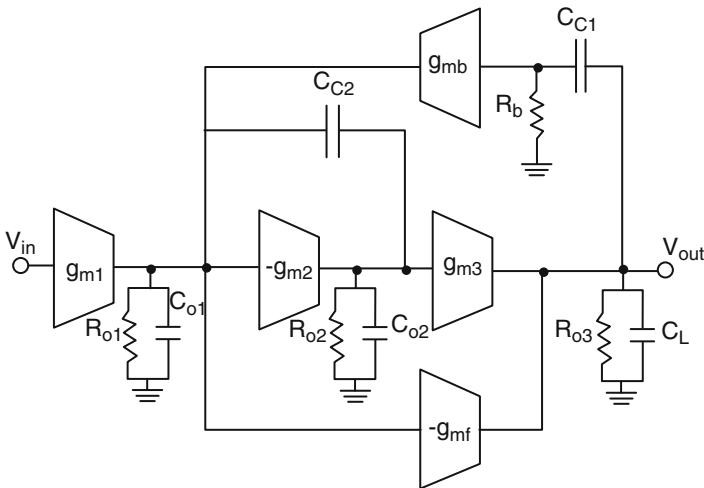 C_C1
g_mb
C_C2
R_b
V_in
g_m1
-g_m2
g_m3
V_out
R_o1
C_o1
R_o2
C_o2
R_o3
C_L
-g_mf